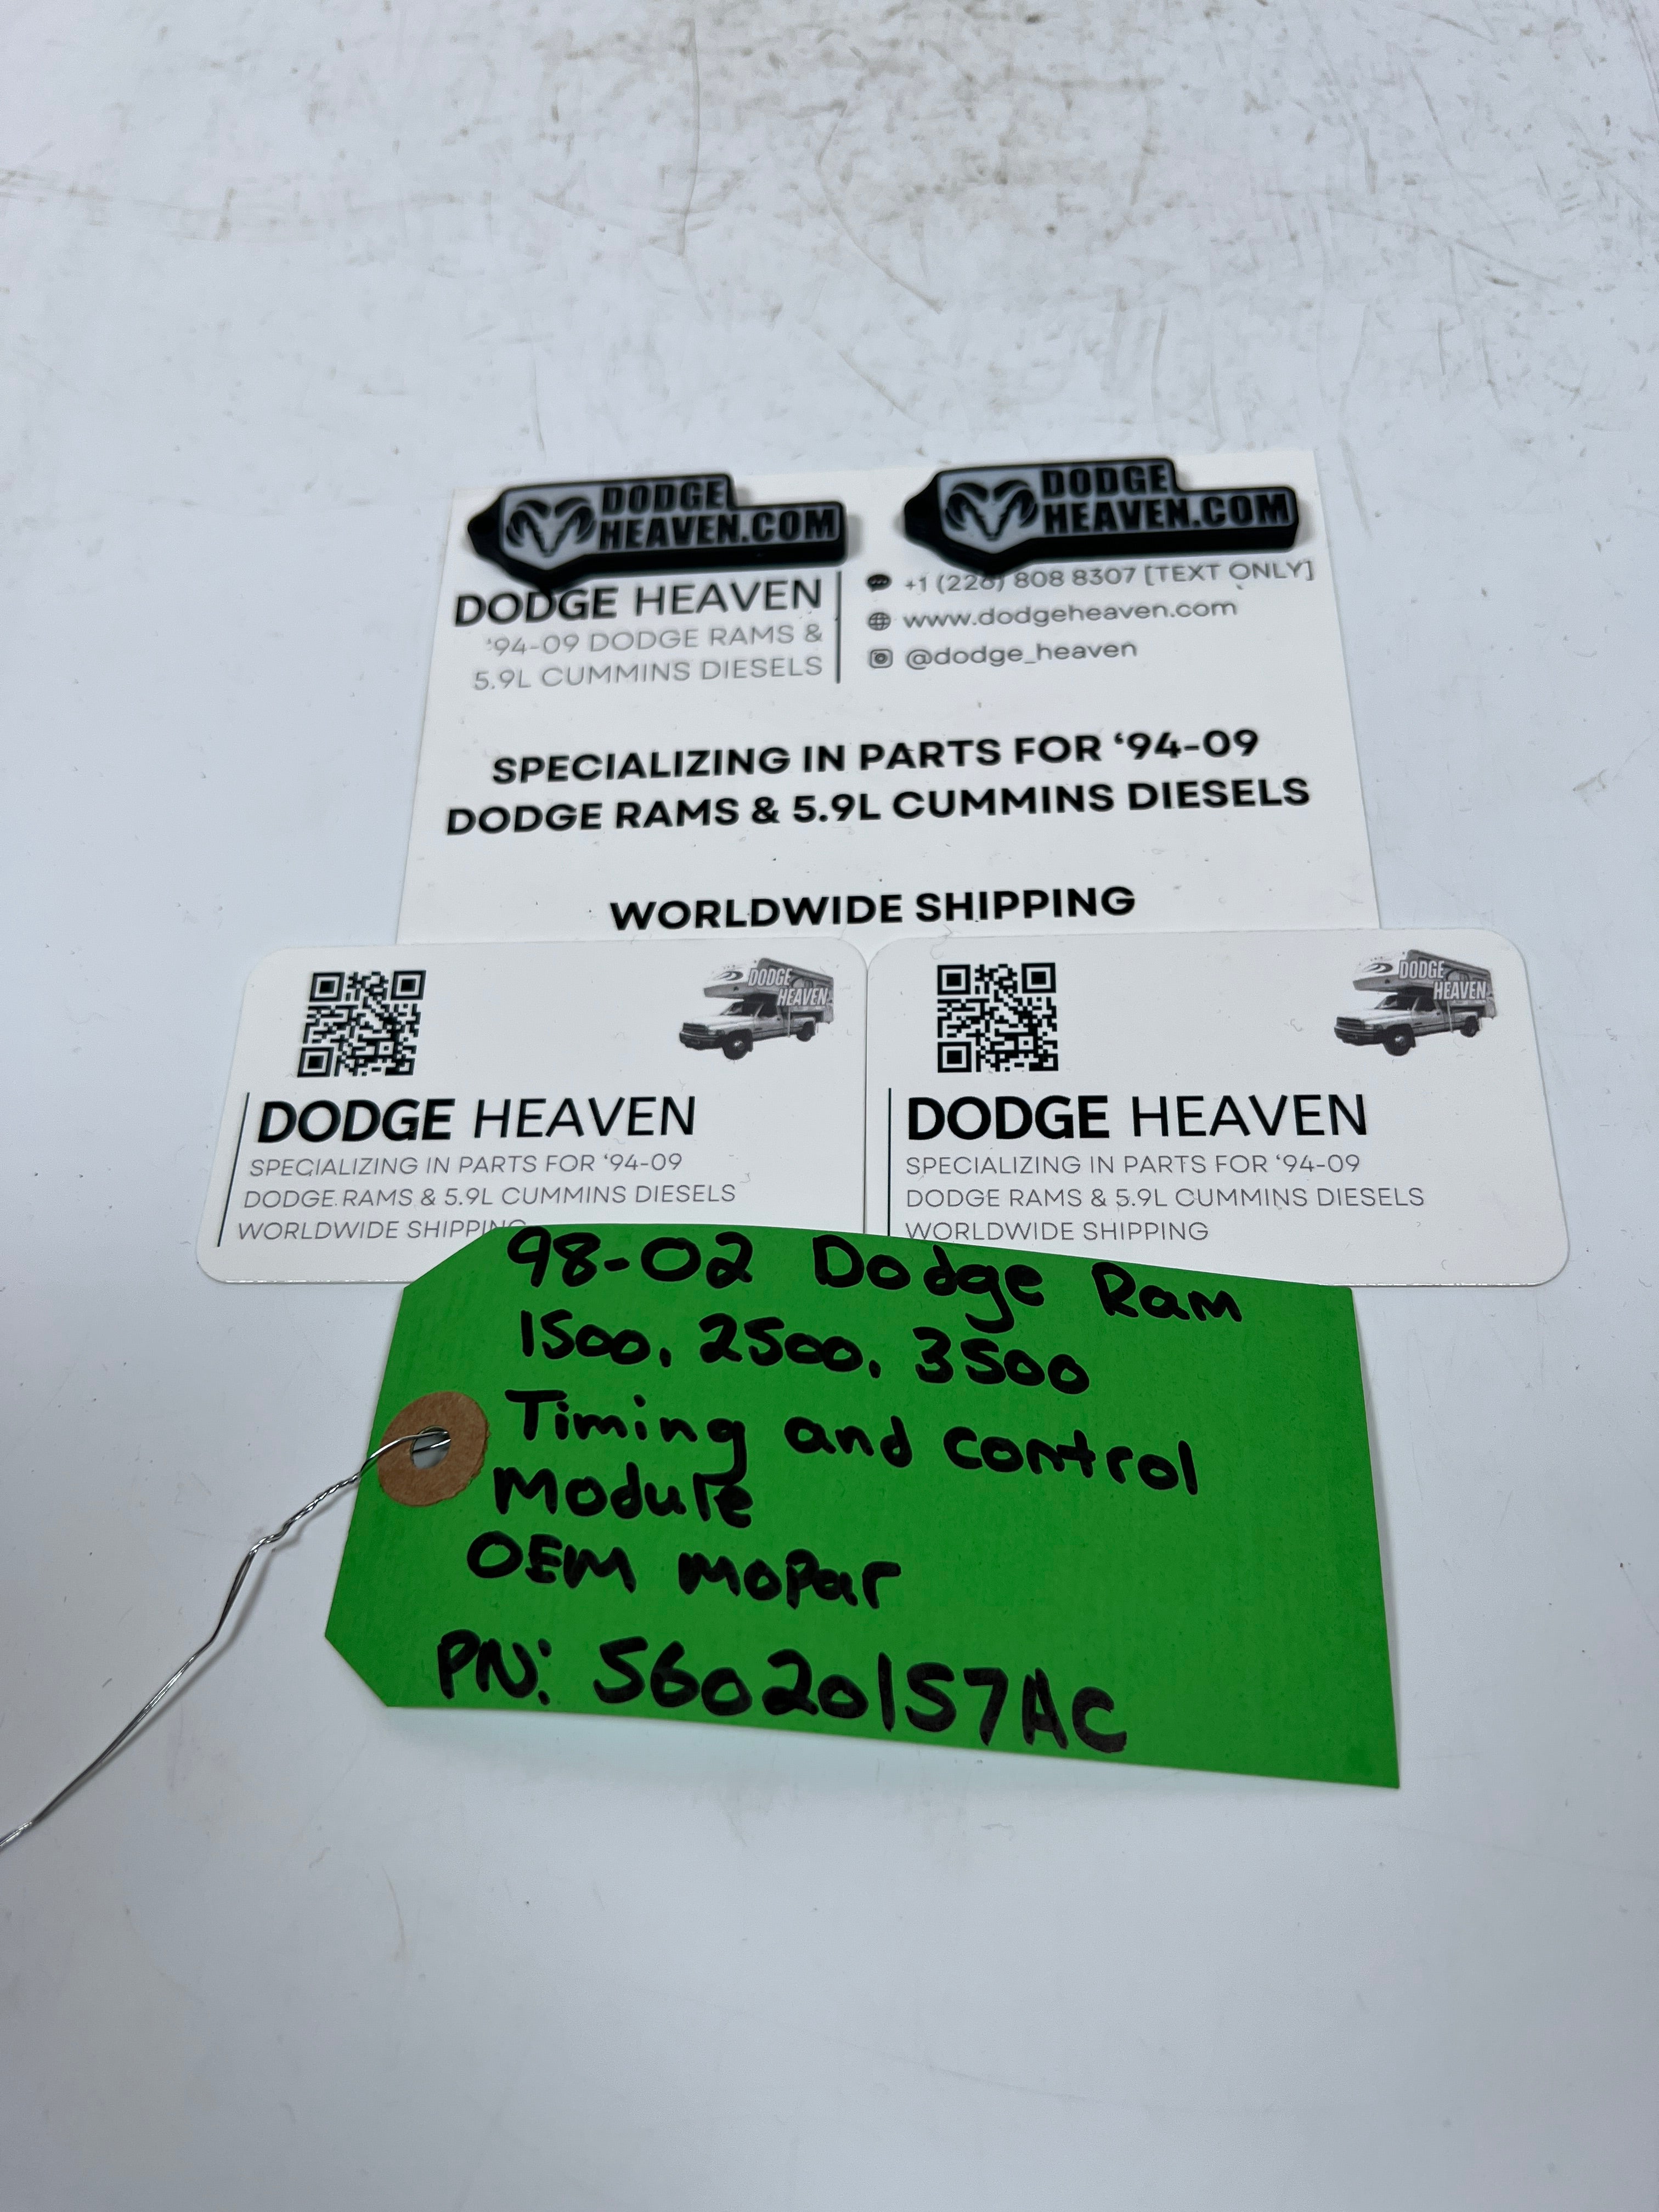 DODGE
HEAVEN.COM
DODGE
HEAVEN.COM
DODGE HEAVEN
‘94-09 DODGE RAMS &
5.9L CUMMINS DIESELS
+1 (226) 808 8307 [TEXT ONLY]
www.dodgeheaven.com
@dodge_heaven
SPECIALIZING IN PARTS FOR ‘94-09
DODGE RAMS & 5.9L CUMMINS DIESELS
WORLDWIDE SHIPPING
DODGE
HEAVEN
DODGE HEAVEN
SPECIALIZING IN PARTS FOR ‘94-09
DODGE RAMS & 5.9L CUMMINS DIESELS
WORLDWIDE SHIPPING
DODGE
HEAVEN
DODGE HEAVEN
SPECIALIZING IN PARTS FOR ‘94-09
DODGE RAMS & 5.9L CUMMINS DIESELS
WORLDWIDE SHIPPING
98-02 Dodge Ram
1500, 2500, 3500
Timing and control
Module
OEM Mopar
PN: 56020157AC